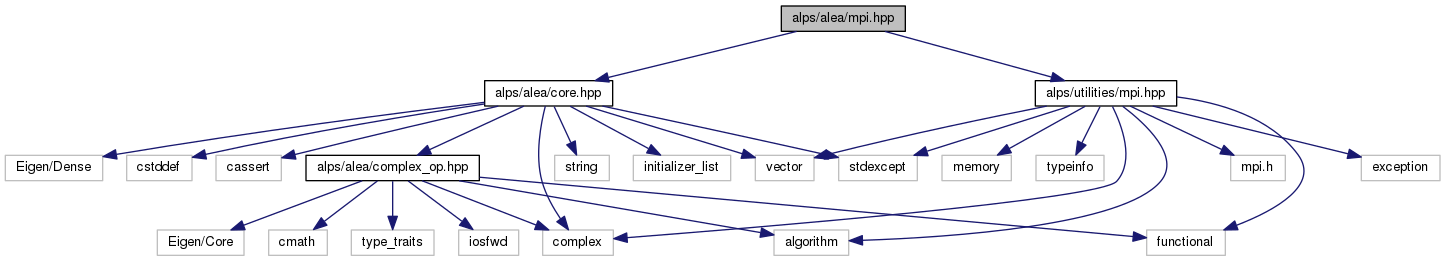 alps/alea/mpi.hpp
alps/alea/core.hpp
alps/utilities/mpi.hpp
Eigen/Dense
cstddef
cassert
alps/alea/complex_op.hpp
string
initializer_list
vector
stdexcept
memory
typeinfo
mpi.h
exception
Eigen/Core
cmath
type_traits
iosfwd
complex
algorithm
functional